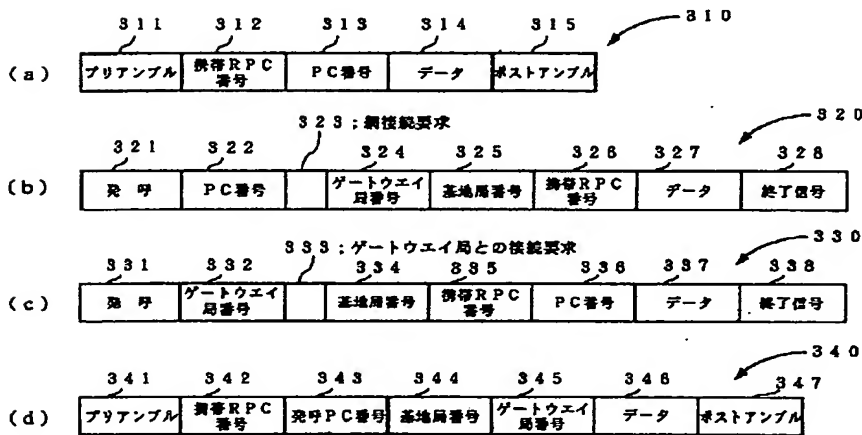 311 312 313 314 315 310
(a) プリアンブル 携帯RPC番号 PC番号 データ ポストアンブル
323;網接続要求
320
321 322 324 325 326 327 328
(b) 発呼 PC番号 ゲートウエイ局番号 基地局番号 携帯RPC番号 データ 終了信号
333;ゲートウエイ局との接続要求
330
331 332 334 335 336 337 338
(c) 発呼 ゲートウエイ局番号 基地局番号 携帯RPC番号 PC番号 データ 終了信号
340
341 342 343 344 345 346 347
(d) プリアンブル 携帯RPC番号 発呼PC番号 基地局番号 ゲートウエイ局番号 データ ポストアンブル